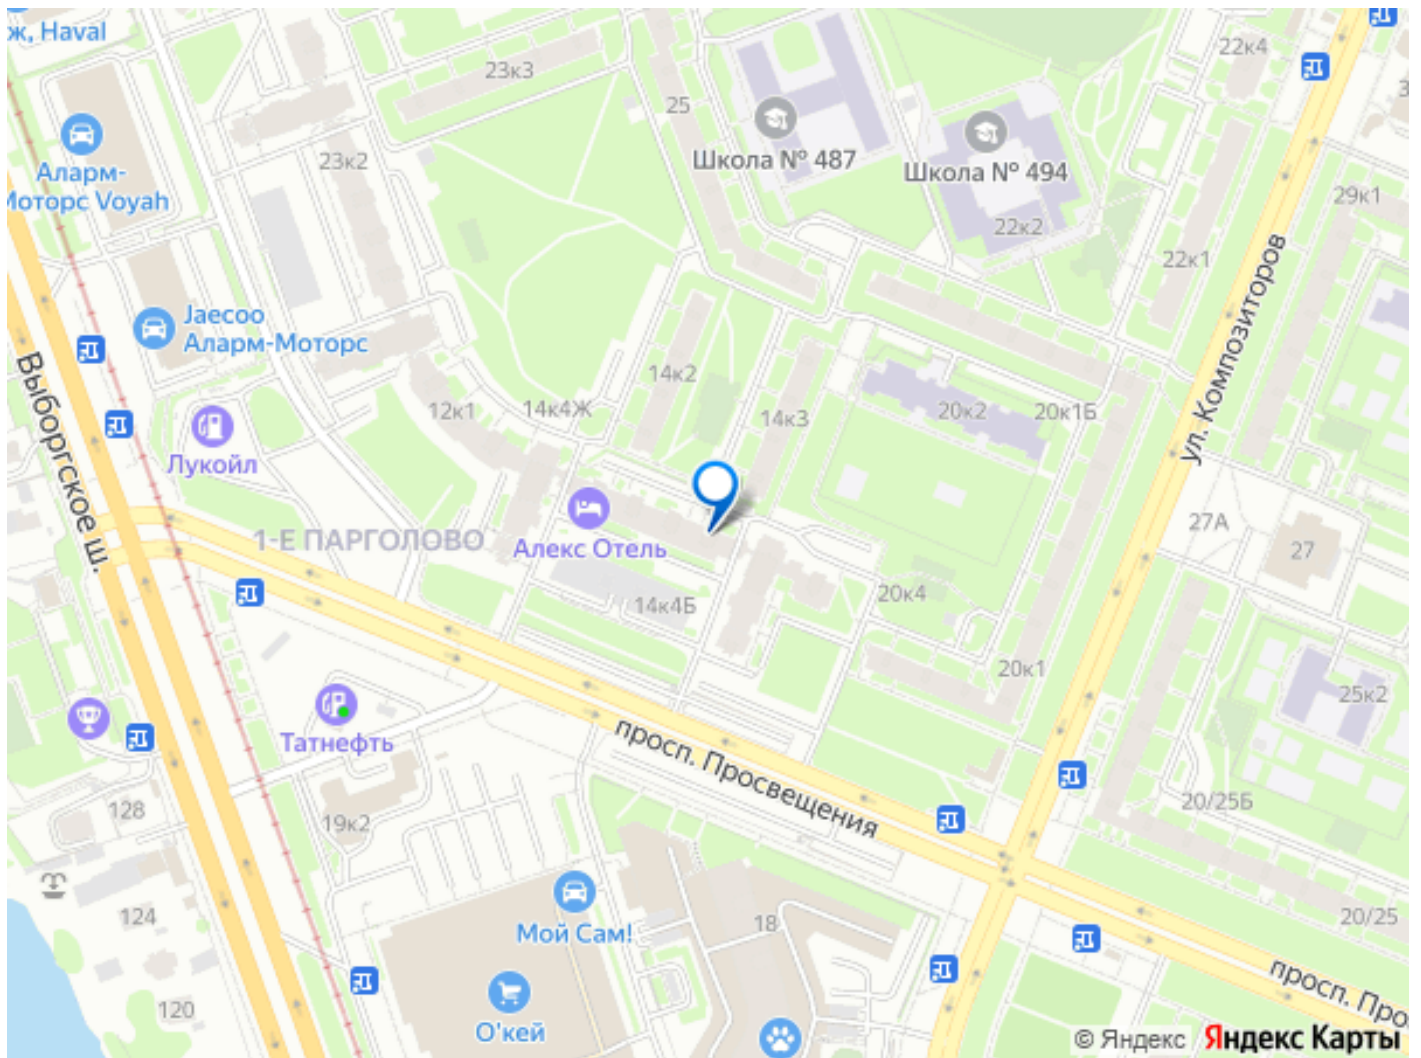 ж, Haval
23к3
25
22к4
Школа № 487
Школа № 494
23к2
Аларм-
Моторс Voyah
29к1
22к2
22к1
ул. Композиторов
Jaecoo
Аларм-Моторс
Выборгское ш.
14к2
12к1
14к4Ж
14к3
20к2
20к1Б
Лукойл
27А
27
1-Е ПАРГОЛОВО
Алекс Отель
14к4Б
20к4
20к1
25к2
Татнефть
просп. Просвещения
128
19к2
20/25Б
124
18
20/25
Мой Сам!
120
О'кей
просп. Про
© Яндекс Яндекс Карты